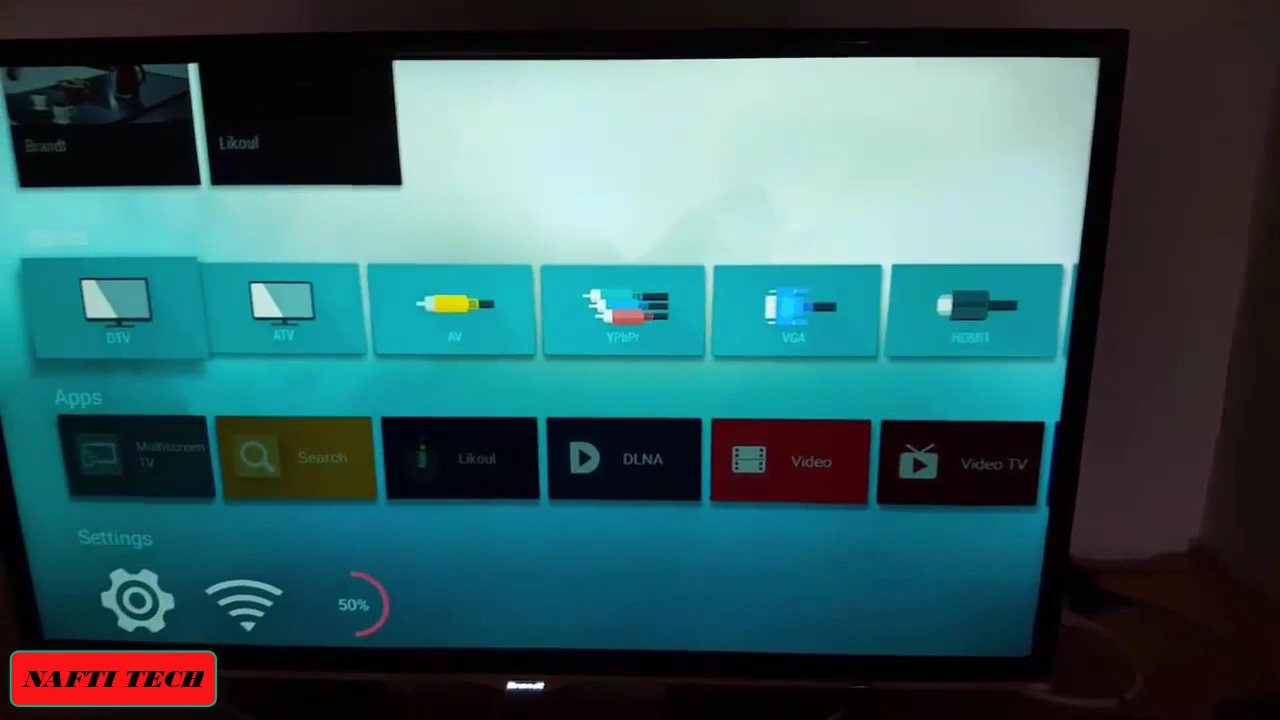 Brandt
Likoul
DTV
ATV
AV
YPbPr
VGA
HDMI1
Apps
Multiscreen
TV
Search
Likoul
DLNA
Video
Video TV
Settings
50%
NAFTI TECH
Brandt